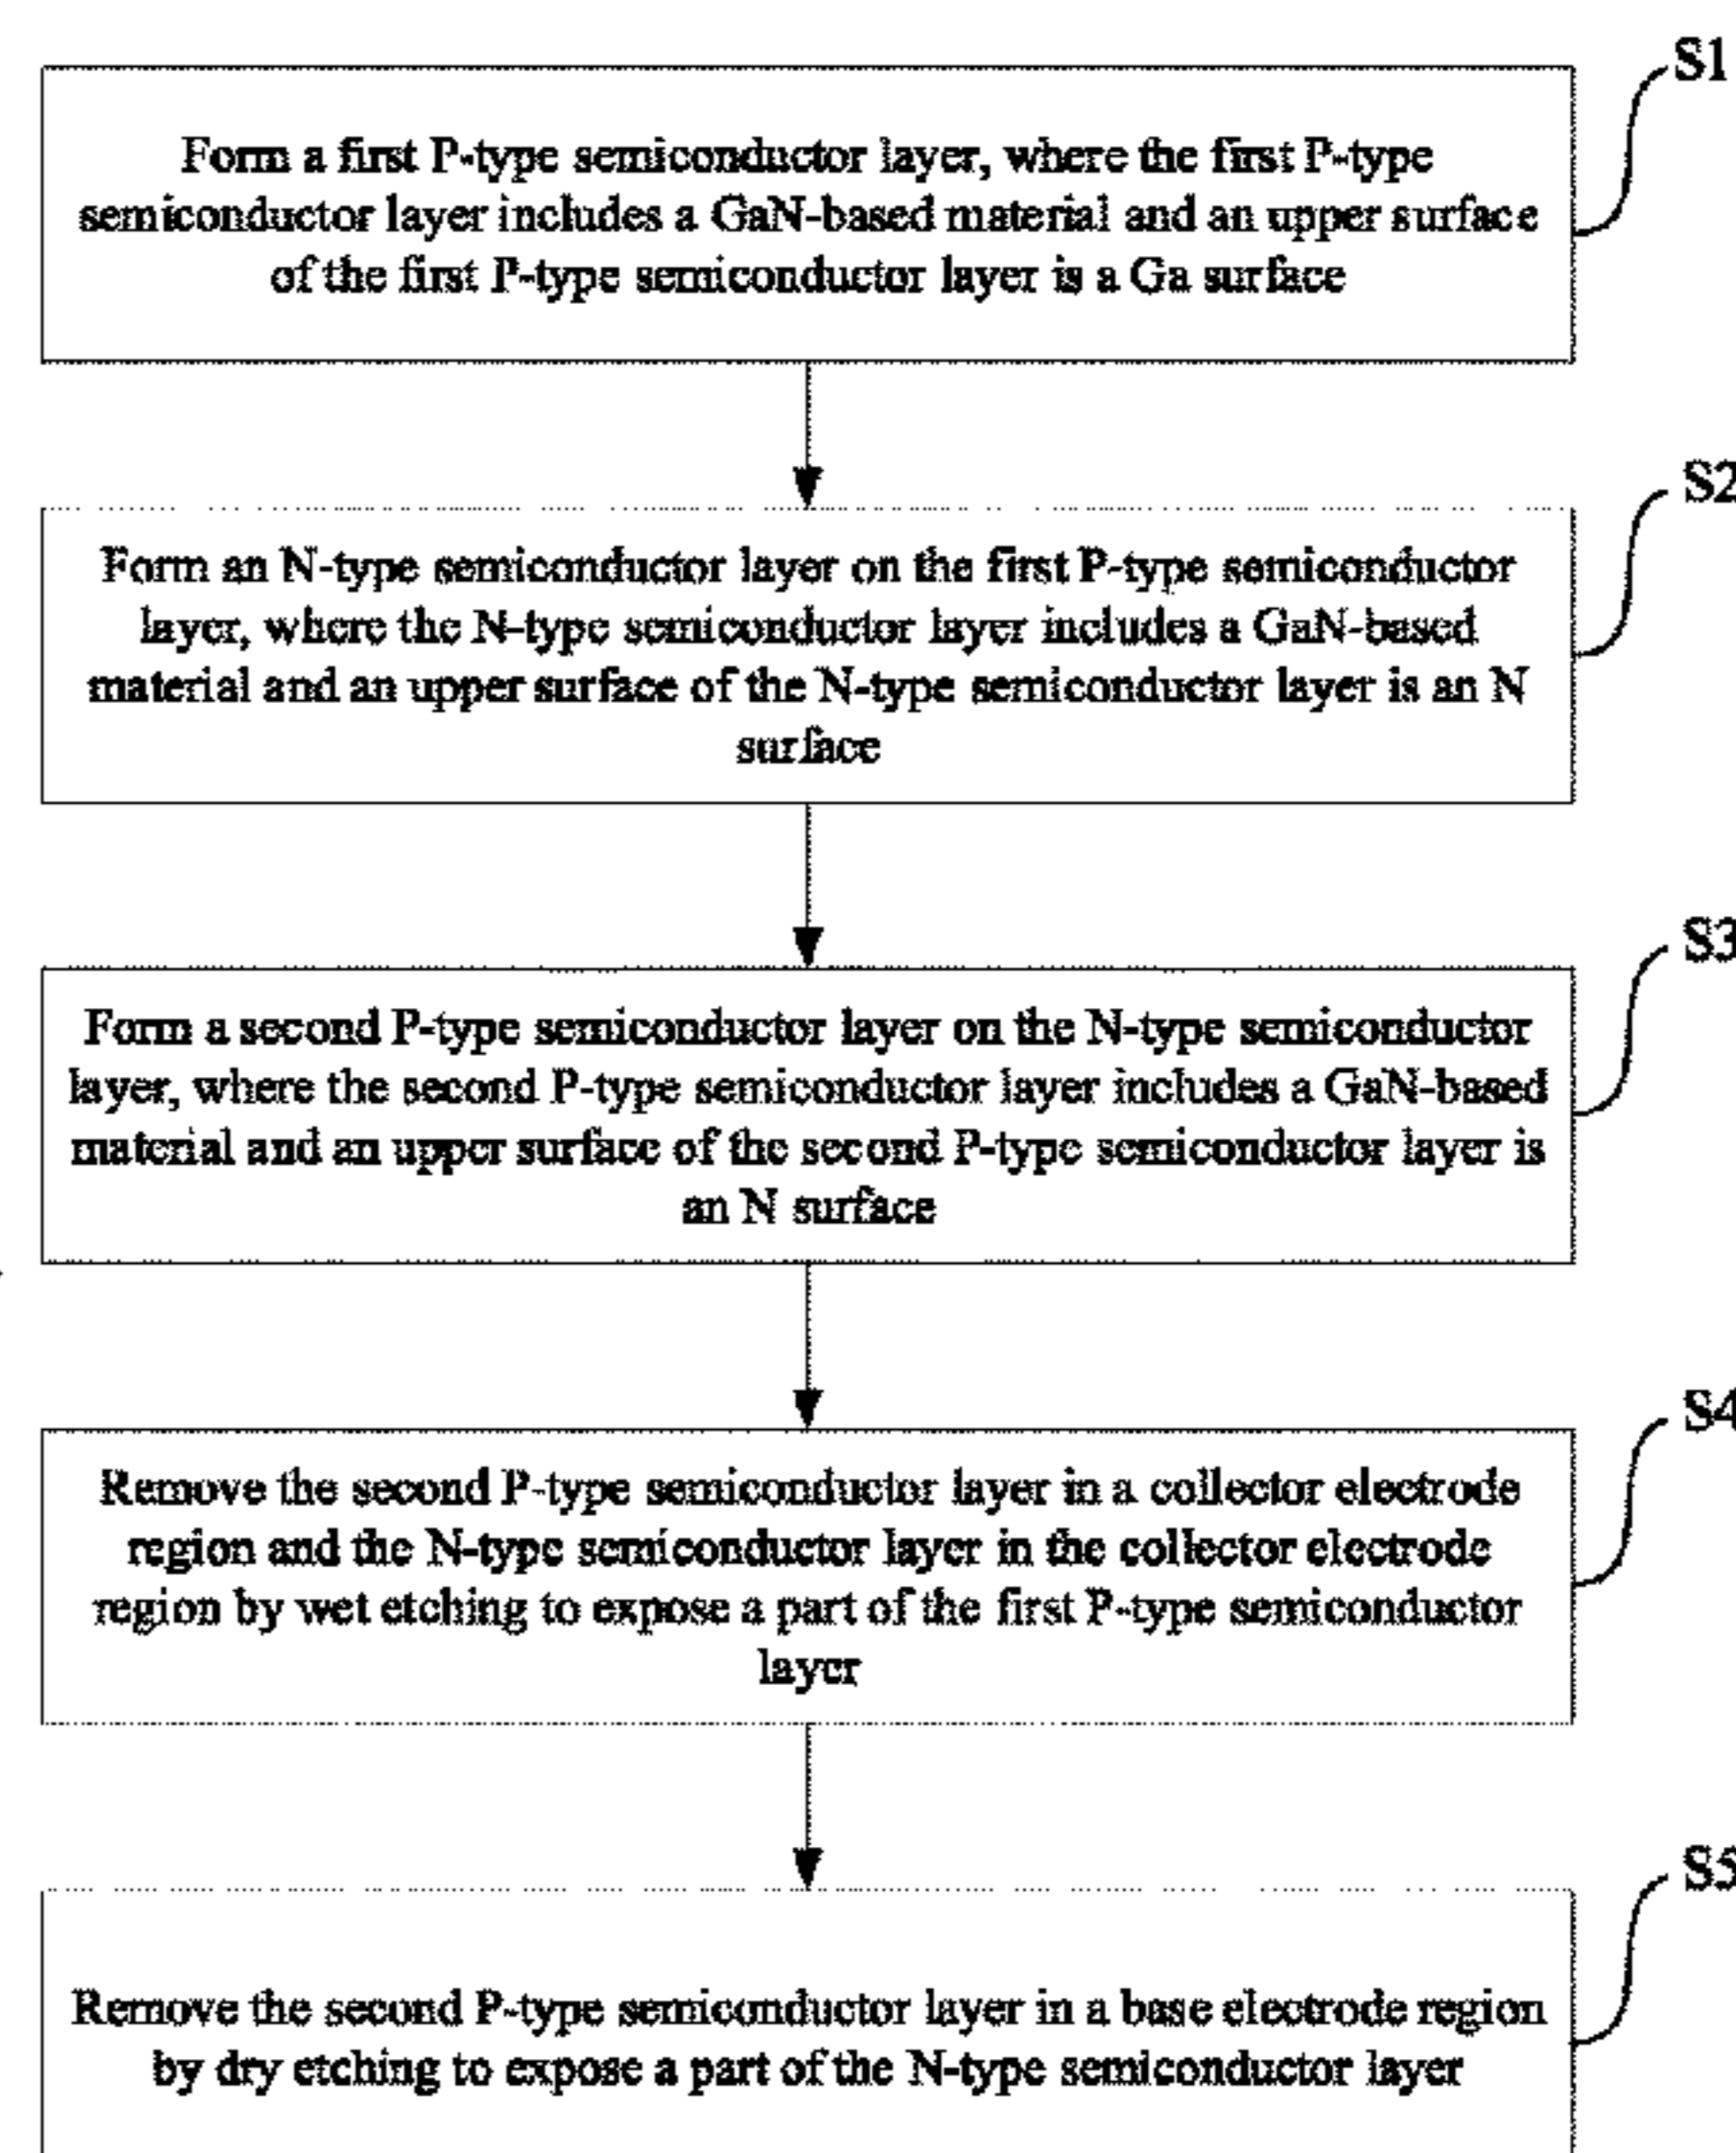 S1
Form a first P-type semiconductor layer, where the first P-type
semiconductor layer includes a GaN-based material and an upper surface
of the first P-type semiconductor layer is a Ga surface
S2
Form an N-type semiconductor layer on the first P-type semiconductor
layer, where the N-type semiconductor layer includes a GaN-based
material and an upper surface of the N-type semiconductor layer is an N
surface
S3
Form a second P-type semiconductor layer on the N-type semiconductor
layer, where the second P-type semiconductor layer includes a GaN-based
material and an upper surface of the second P-type semiconductor layer is
an N surface
S4
Remove the second P-type semiconductor layer in a collector electrode
region and the N-type semiconductor layer in the collector electrode
region by wet etching to expose a part of the first P-type semiconductor
layer
S5
Remove the second P-type semiconductor layer in a base electrode region
by dry etching to expose a part of the N-type semiconductor layer